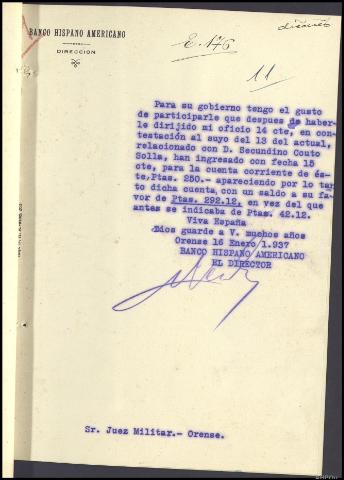 BANCO HISPANO AMERICANO
DIRECCION
E. 176
11
Para su gobierno tengo el gusto
de participarle que despues de haber-
le dirijido mi oficio 14 cte, en con-
testación al suyo del 13 del actual,
relacionado con D. Secundino Couto
Solla, han ingresado con fecha 15
cte, para la cuenta corriente de és-
te,Ptas. 250.- apareciendo por lo tan
to dicha cuenta, con un saldo a su fa-
vor de Ptas. 292.12, en vez del que
antes se indicaba de Ptas. 42.12.
Viva España
Dios guarde a V. muchos años
Orense 16 Enero 1.937
BANCO HISPANO AMERICANO
EL DIRECTOR
Sr. Juez Militar.- Orense.